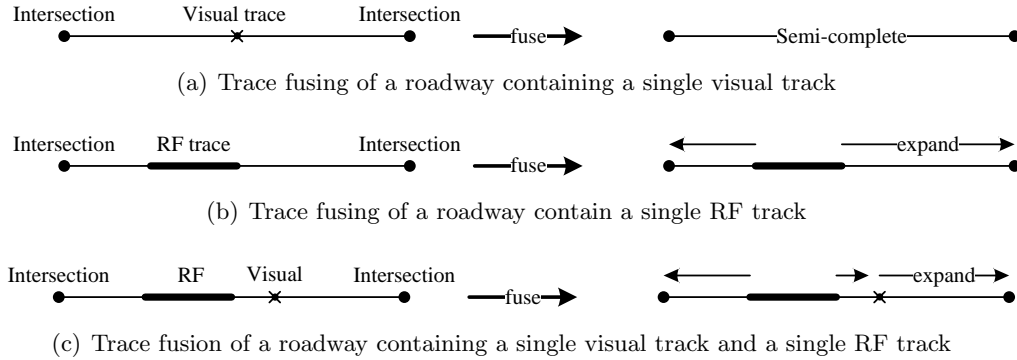 Intersection Visual trace Intersection
fuse Semi-complete
(a) Trace fusing of a roadway containing a single visual track
Intersection RF trace Intersection
fuse expand
(b) Trace fusing of a roadway contain a single RF track
Intersection RF Visual Intersection
fuse expand
(c) Trace fusion of a roadway containing a single visual track and a single RF track